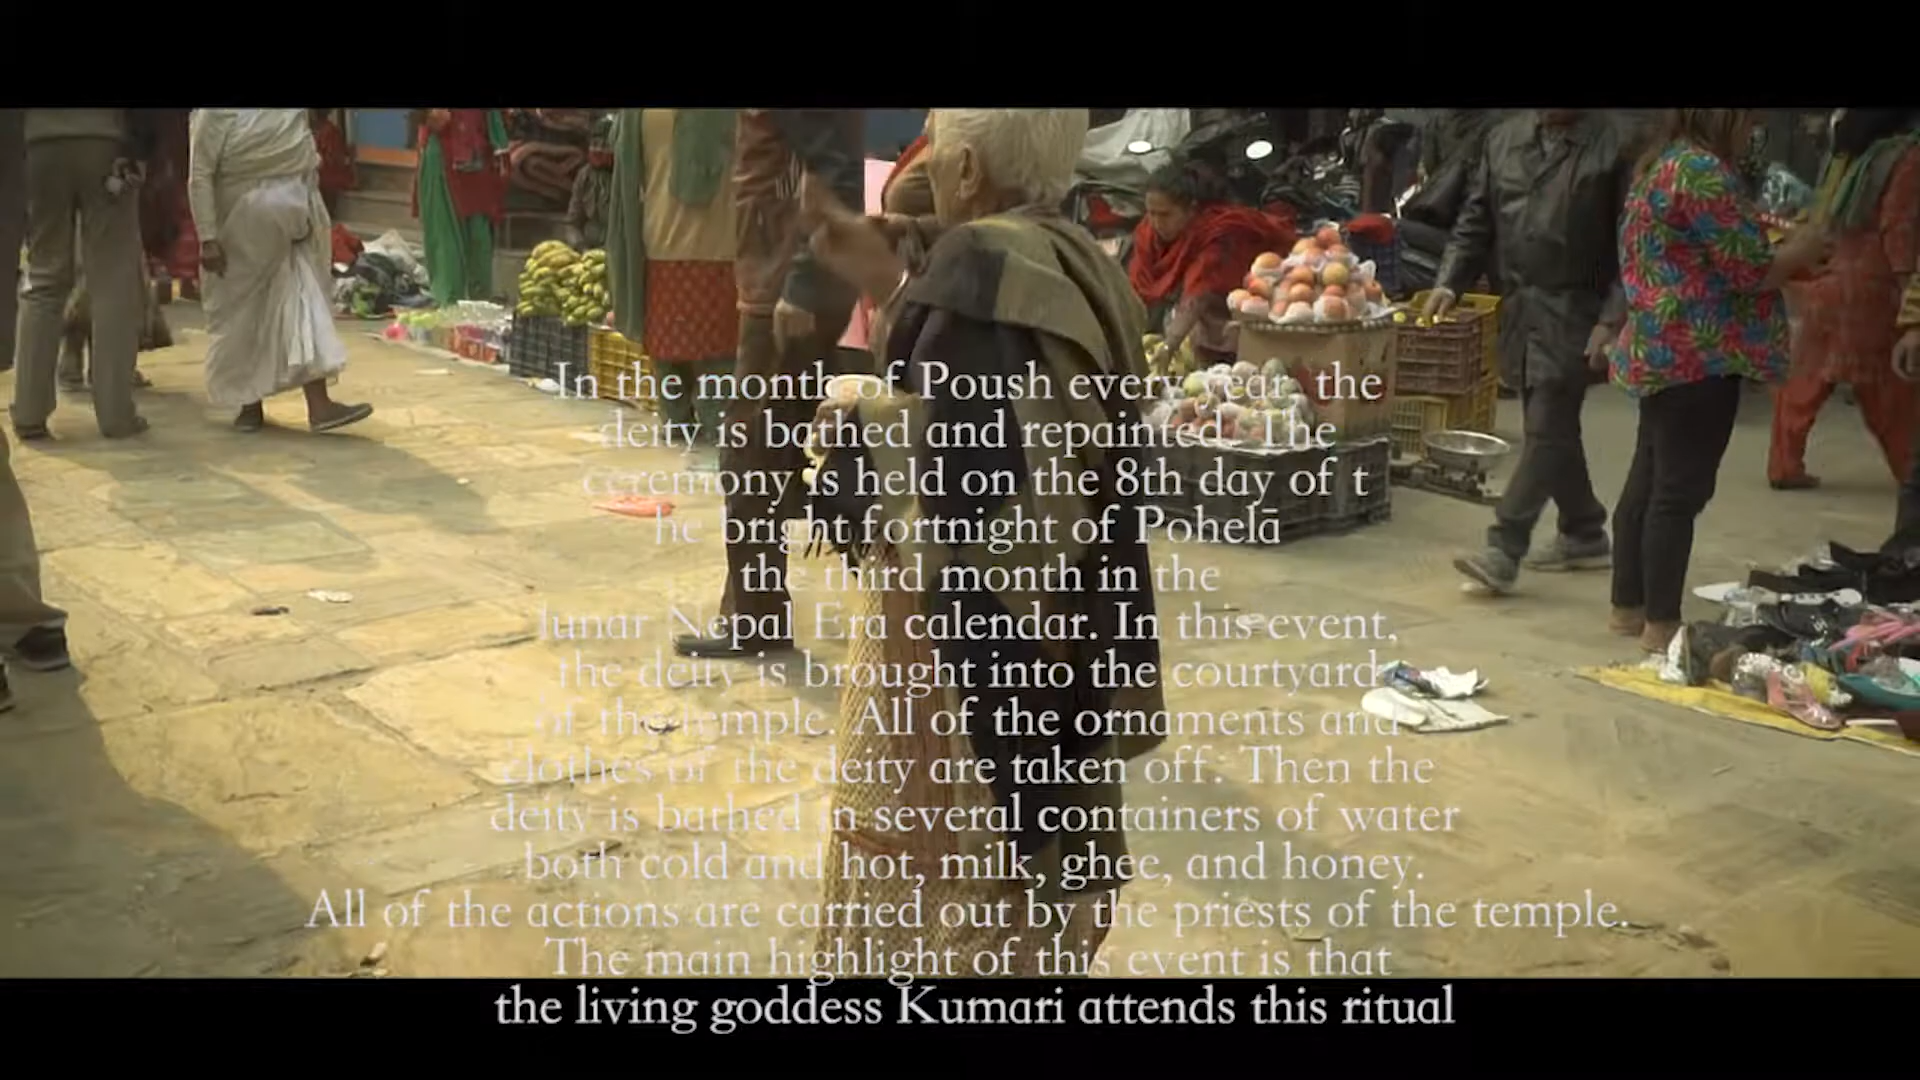 In the month of Poush every year, the
deity is bathed and repainted. The
ceremony is held on the 8th day of t
he bright fortnight of Pohelā
the third month in the
lunar Nepal Era calendar. In this event,
the deity is brought into the courtyard
of the temple. All of the ornaments and
clothes of the deity are taken off. Then the
deity is bathed in several containers of water
both cold and hot, milk, ghee, and honey.
All of the actions are carried out by the priests of the temple.
The main highlight of this event is that
the living goddess Kumari attends this ritual